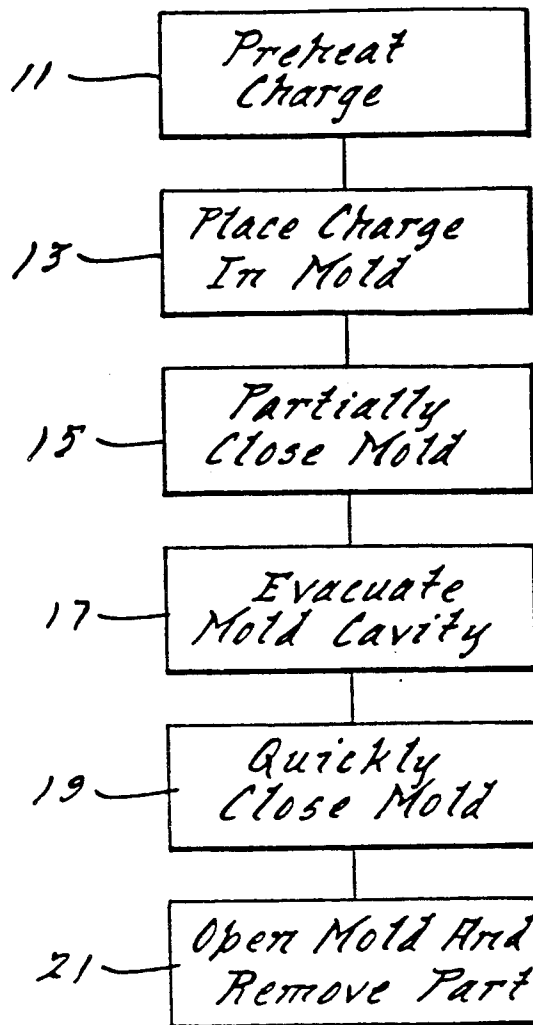 11
Preheat
Charge
13
Place Charge
In Mold
15
Partially
Close Mold
17
Evacuate
Mold Cavity
19
Quickly
Close Mold
21
Open Mold And
Remove Part